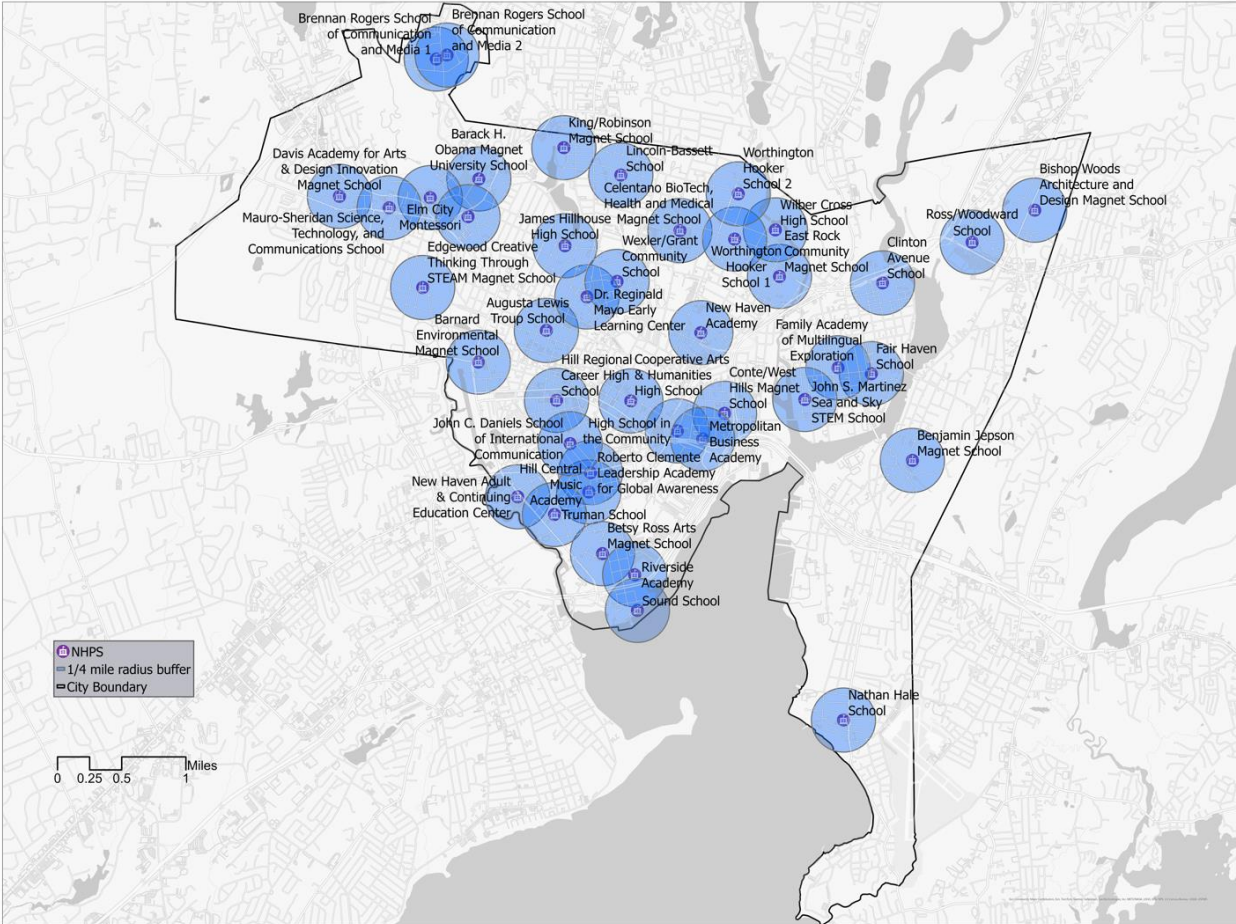 Brennan Rogers School
of Communication
and Media 1
Brennan Rogers School
of Communication
and Media 2
King/Robinson
Magnet School
Barack H.
Obama Magnet
University School
Lincoln-Bassett
School
Davis Academy for Arts
& Design Innovation
Magnet School
Worthington
Hooker
School 2
Bishop Woods
Architecture and
Design Magnet School
Celentano BioTech,
Health and Medical
Magnet School
Wilber Cross
High School
Mauro-Sheridan Science,
Technology, and
Communications School
Elm City
Montessori
James Hillhouse
High School
Ross/Woodward
School
East Rock
Community
Magnet School
Wexler/Grant
Community
School
Worthington
Hooker
School 1
Clinton
Avenue
School
Edgewood Creative
Thinking Through
STEAM Magnet School
Dr. Reginald
Mayo Early
Learning Center
Augusta Lewis
Troup School
New Haven
Academy
Barnard
Environmental
Magnet School
Family Academy
of Multilingual
Exploration
Fair Haven
School
Hill Regional
Career High
School
Cooperative Arts
& Humanities
High School
Conte/West
Hills Magnet
School
John S. Martinez
Sea and Sky
STEM School
John C. Daniels School
of International
Communication
High School in
the Community
Metropolitan
Business
Academy
Benjamin Jepson
Magnet School
Roberto Clemente
Leadership Academy
for Global Awareness
Hill Central
Music
Academy
New Haven Adult
& Continuing
Education Center
Truman School
Betsy Ross Arts
Magnet School
Riverside
Academy
Sound School
Nathan Hale
School
NHPS
1/4 mile radius buffer
City Boundary
Miles
0 0.25 0.5 1